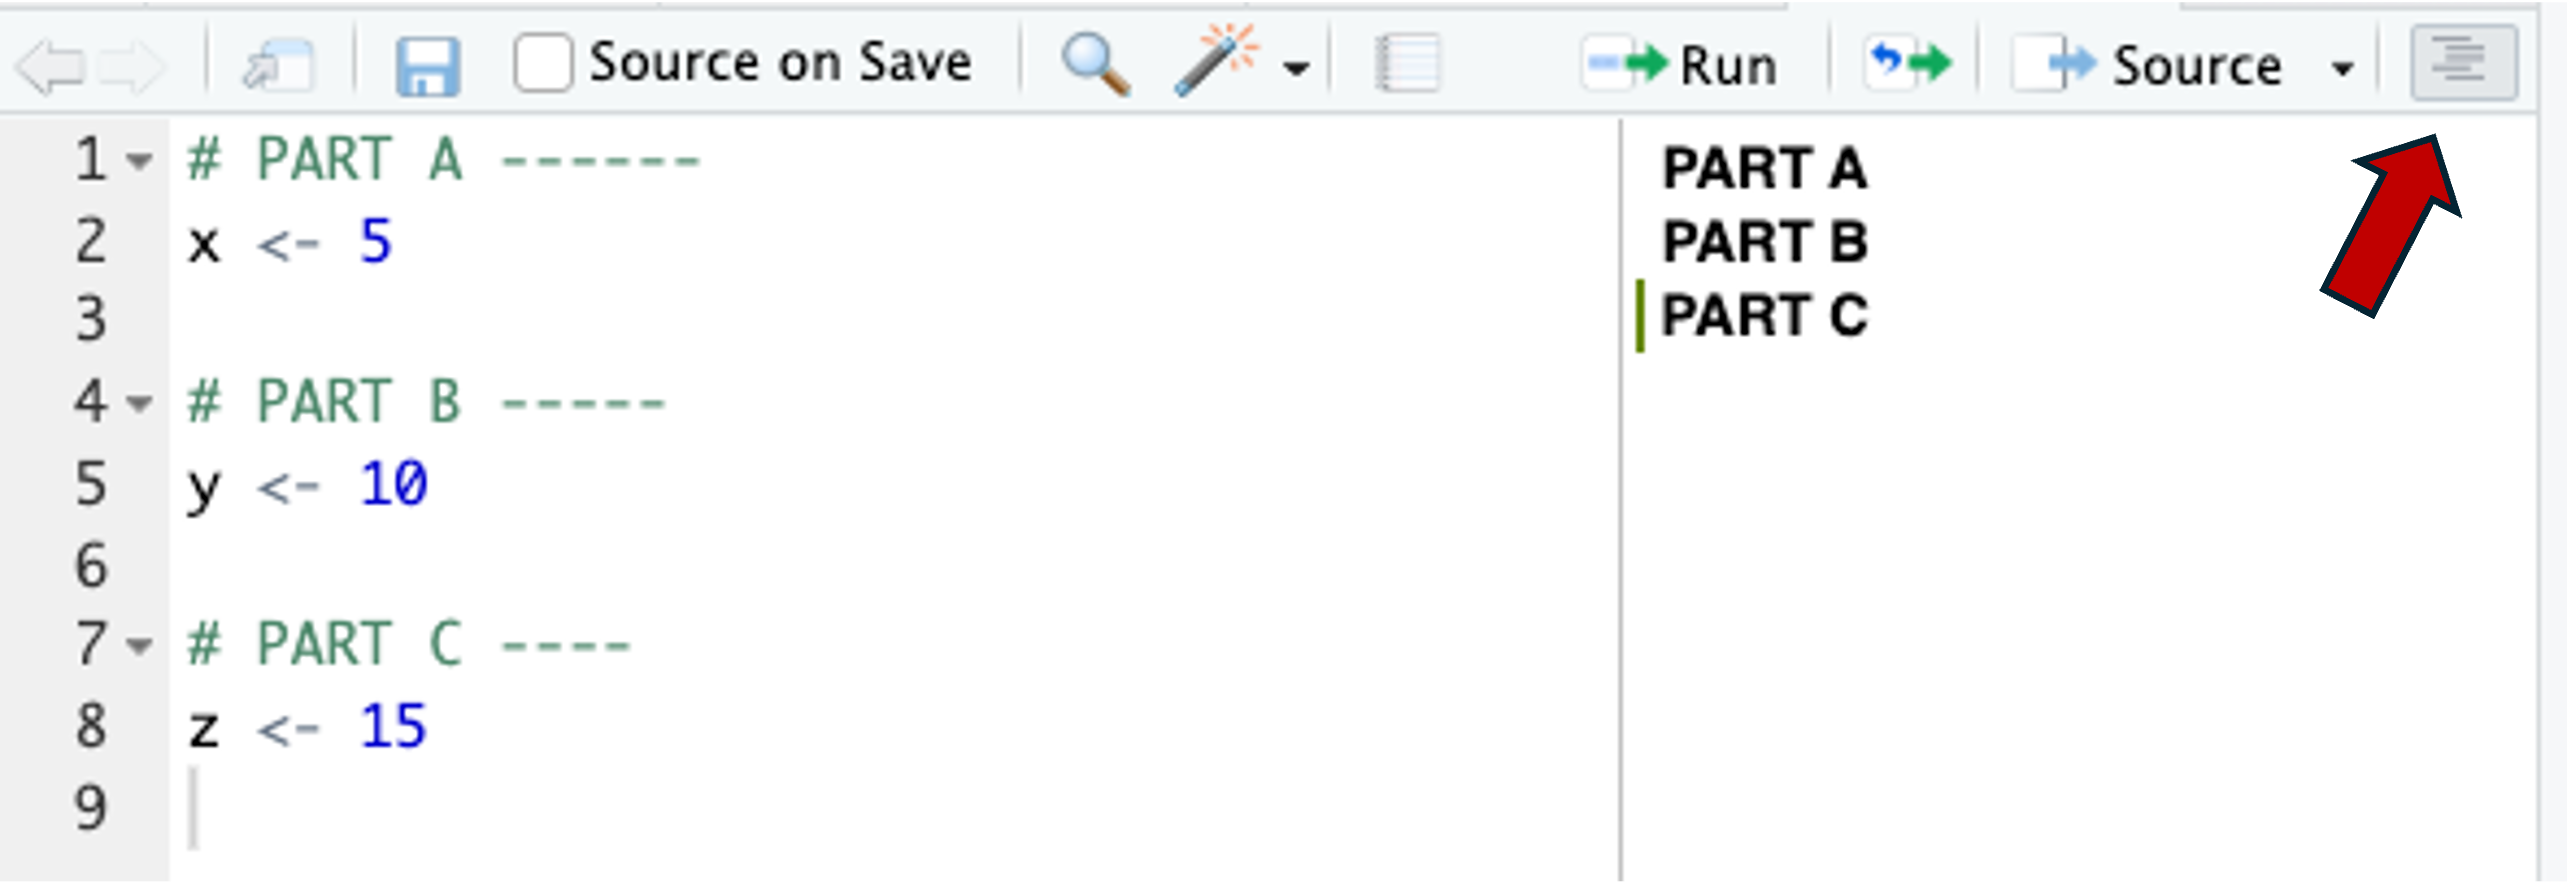 Source on Save Run Source
1 # PART A ------
2 x <- 5
3
4 # PART B -----
5 y <- 10
6
7 # PART C ----
8 z <- 15
9
PART A
PART B
PART C